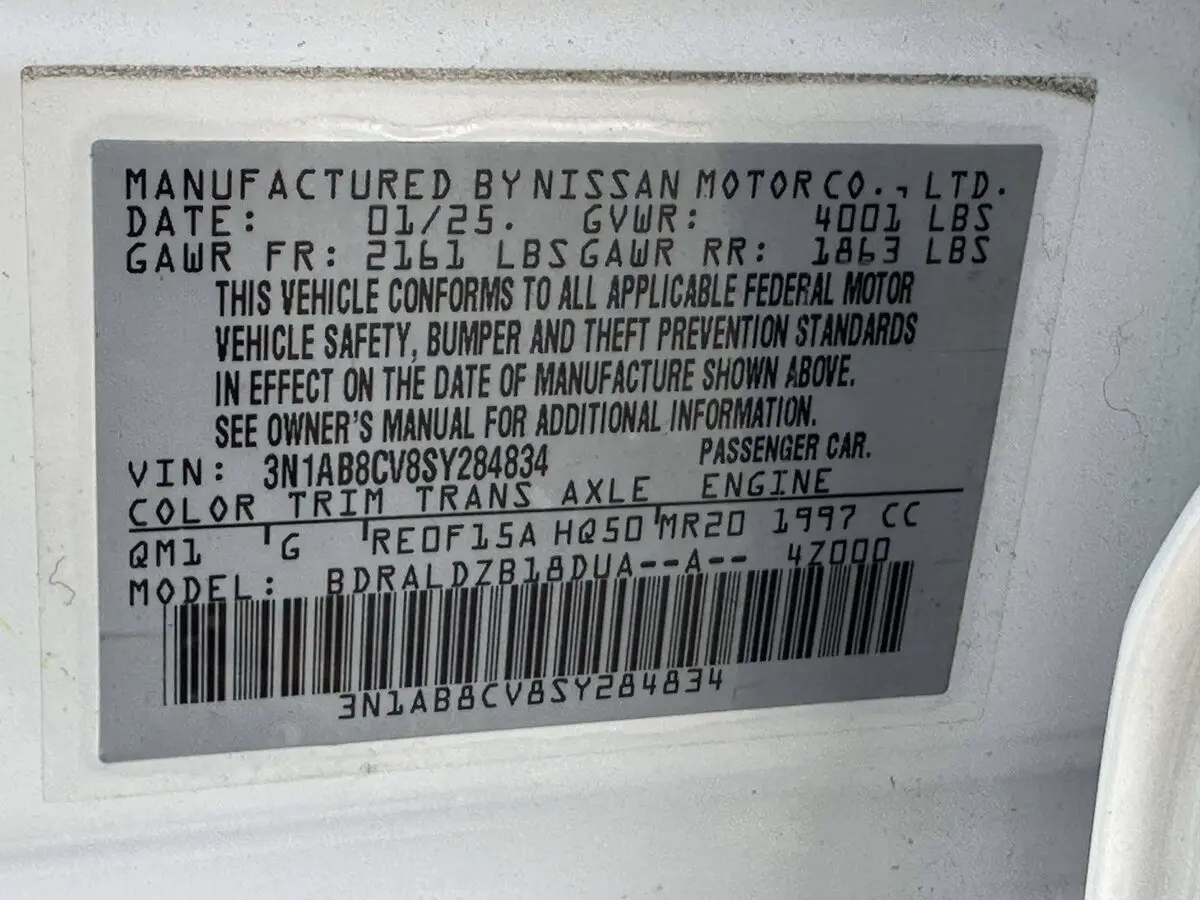 MANUFACTURED BY NISSAN MOTOR CO., LTD.
DATE: 01/25. GVWR: 4001 LBS
GAWR FR: 2161 LBS GAWR RR: 1863 LBS
THIS VEHICLE CONFORMS TO ALL APPLICABLE FEDERAL MOTOR
VEHICLE SAFETY, BUMPER AND THEFT PREVENTION STANDARDS
IN EFFECT ON THE DATE OF MANUFACTURE SHOWN ABOVE.
SEE OWNER'S MANUAL FOR ADDITIONAL INFORMATION.
VIN: 3N1AB8CV8SY284834 PASSENGER CAR.
COLOR TRIM TRANS AXLE ENGINE
QM1 G RE0F15A HQ50 MR20 1997 CC
MODEL: BDRALDZB18DUA--A-- 4Z000
3N1AB8CV8SY284834